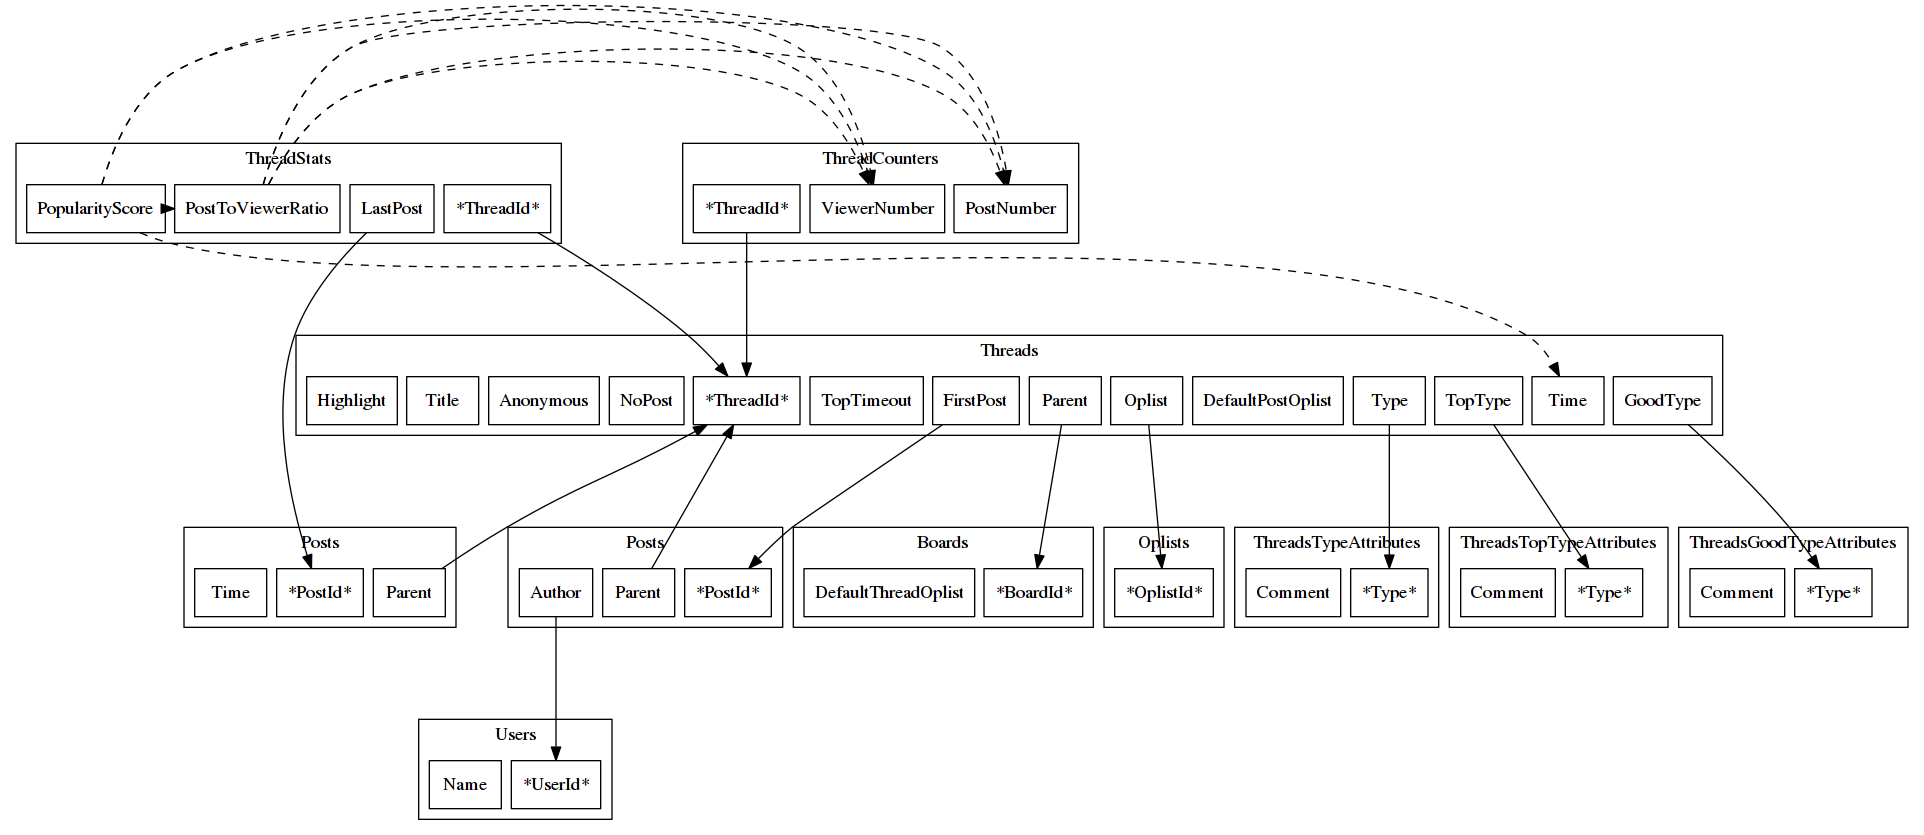 ThreadStats
PopularityScore
PostToViewerRatio
LastPost
*ThreadId*
ThreadCounters
*ThreadId*
ViewerNumber
PostNumber
Threads
Highlight
Title
Anonymous
NoPost
*ThreadId*
TopTimeout
FirstPost
Parent
Oplist
DefaultPostOplist
Type
TopType
Time
GoodType
Posts
Time
*PostId*
Parent
Posts
Author
Parent
*PostId*
Boards
DefaultThreadOplist
*BoardId*
Oplists
*OplistId*
ThreadsTypeAttributes
Comment
*Type*
ThreadsTopTypeAttributes
Comment
*Type*
ThreadsGoodTypeAttributes
Comment
*Type*
Users
Name
*UserId*